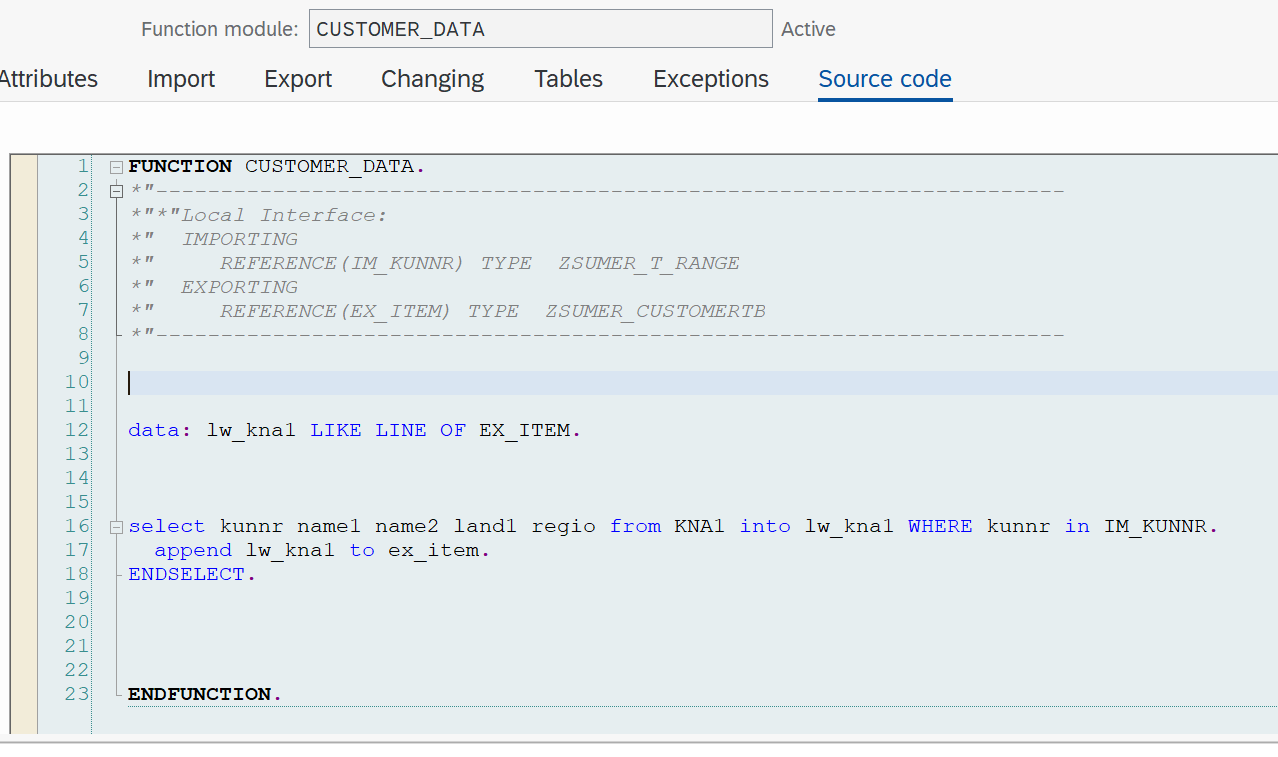 Function module: CUSTOMER_DATA Active
Attributes Import Export Changing Tables Exceptions Source code
1 FUNCTION CUSTOMER_DATA.
2 *"----------------------------------------------------------------------
3 *"*"Local Interface:
4 *"  IMPORTING
5 *"     REFERENCE(IM_KUNNR) TYPE  ZSUMER_T_RANGE
6 *"  EXPORTING
7 *"     REFERENCE(EX_ITEM) TYPE  ZSUMER_CUSTOMERTB
8 *"----------------------------------------------------------------------
9
10
11
12 data: lw_kna1 LIKE LINE OF EX_ITEM.
13
14
15
16 select kunnr name1 name2 land1 regio from KNA1 into lw_kna1 WHERE kunnr in IM_KUNNR.
17   append lw_kna1 to ex_item.
18 ENDSELECT.
19
20
21
22
23 ENDFUNCTION.